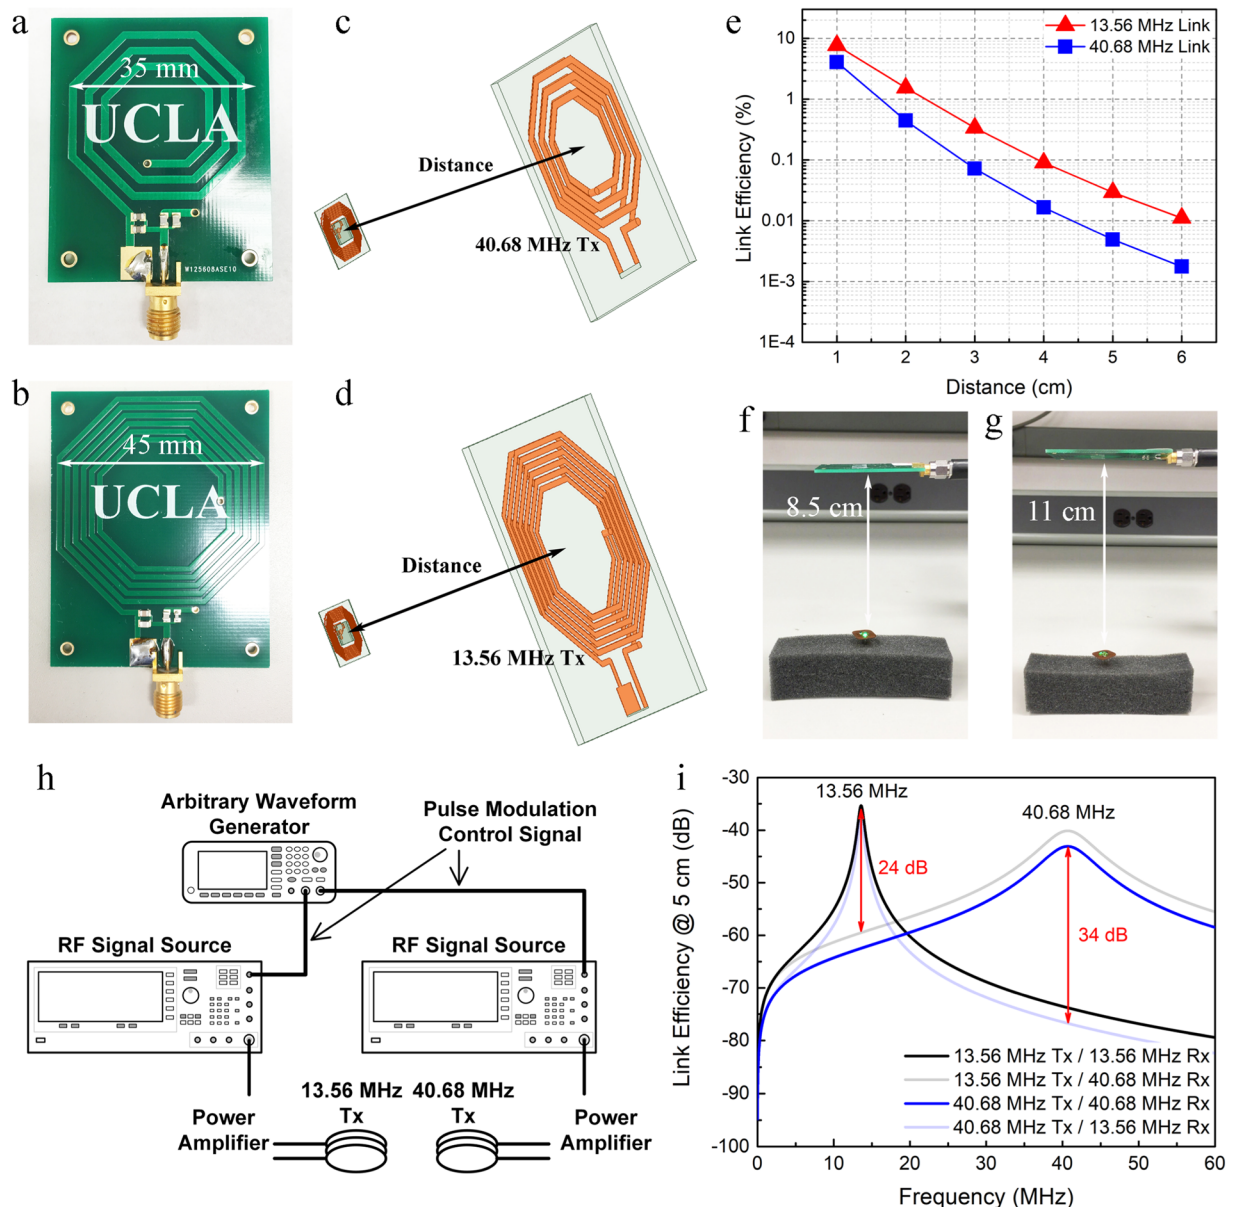 a
35 mm
UCLA
W125608ASE10
b
45 mm
UCLA
c
Distance
40.68 MHz Tx
d
Distance
13.56 MHz Tx
e
13.56 MHz Link
40.68 MHz Link
Link Efficiency (%)
10
1
0.1
0.01
1E-3
1E-4
1 2 3 4 5 6
Distance (cm)
f
8.5 cm
g
11 cm
h
Arbitrary Waveform
Generator
Pulse Modulation
Control Signal
RF Signal Source
RF Signal Source
13.56 MHz
Tx
40.68 MHz
Tx
Power
Amplifier
Power
Amplifier
i
Link Efficiency @ 5 cm (dB)
-30
-40
-50
-60
-70
-80
-90
-100
13.56 MHz
40.68 MHz
24 dB
34 dB
13.56 MHz Tx / 13.56 MHz Rx
13.56 MHz Tx / 40.68 MHz Rx
40.68 MHz Tx / 40.68 MHz Rx
40.68 MHz Tx / 13.56 MHz Rx
0 10 20 30 40 50 60
Frequency (MHz)